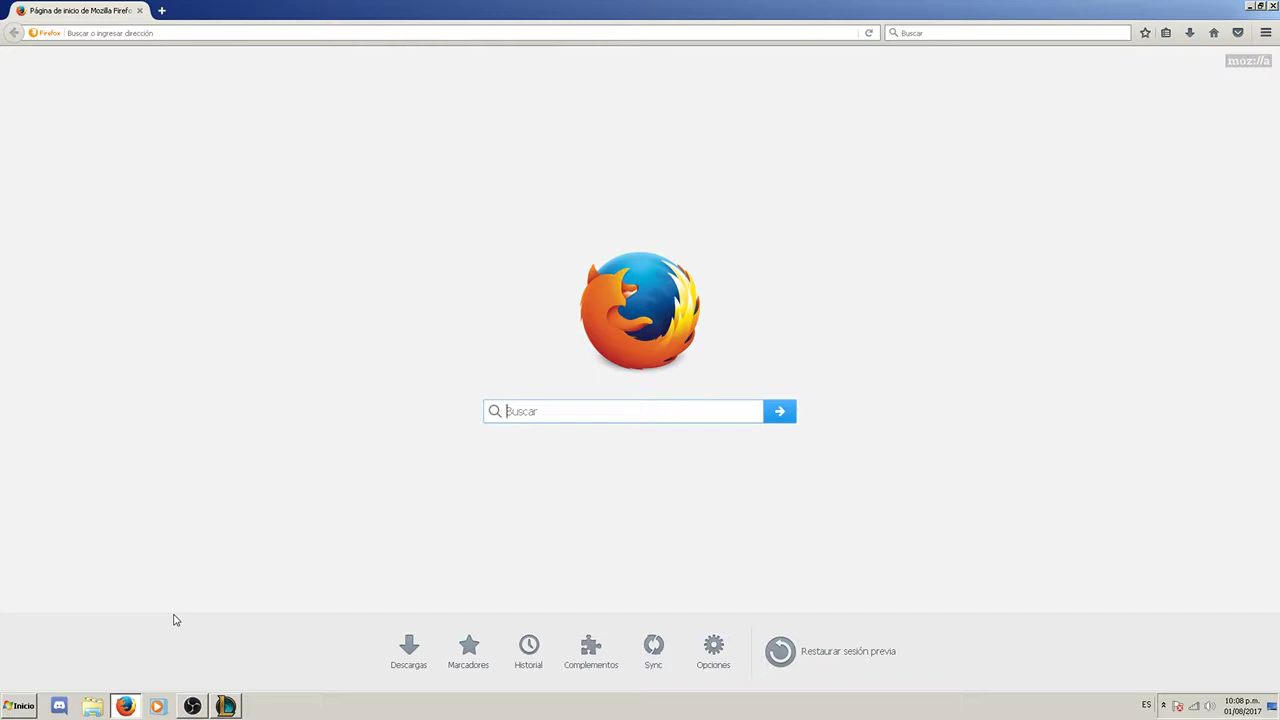 Página de inicio de Mozilla Firefo
Firefox
Buscar o ingresar dirección
Buscar
moz://a
Buscar
Descargas
Marcadores
Historial
Complementos
Sync
Opciones
Restaurar sesión previa
Inicio
ES
10:08 p.m.
01/08/2017